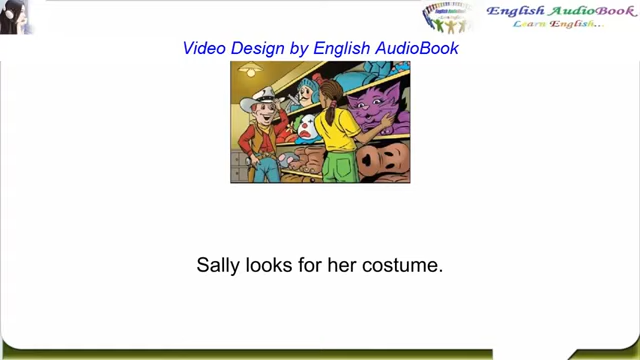 English AudioBook
Learn English...
Video Design by English AudioBook
Sally looks for her costume.